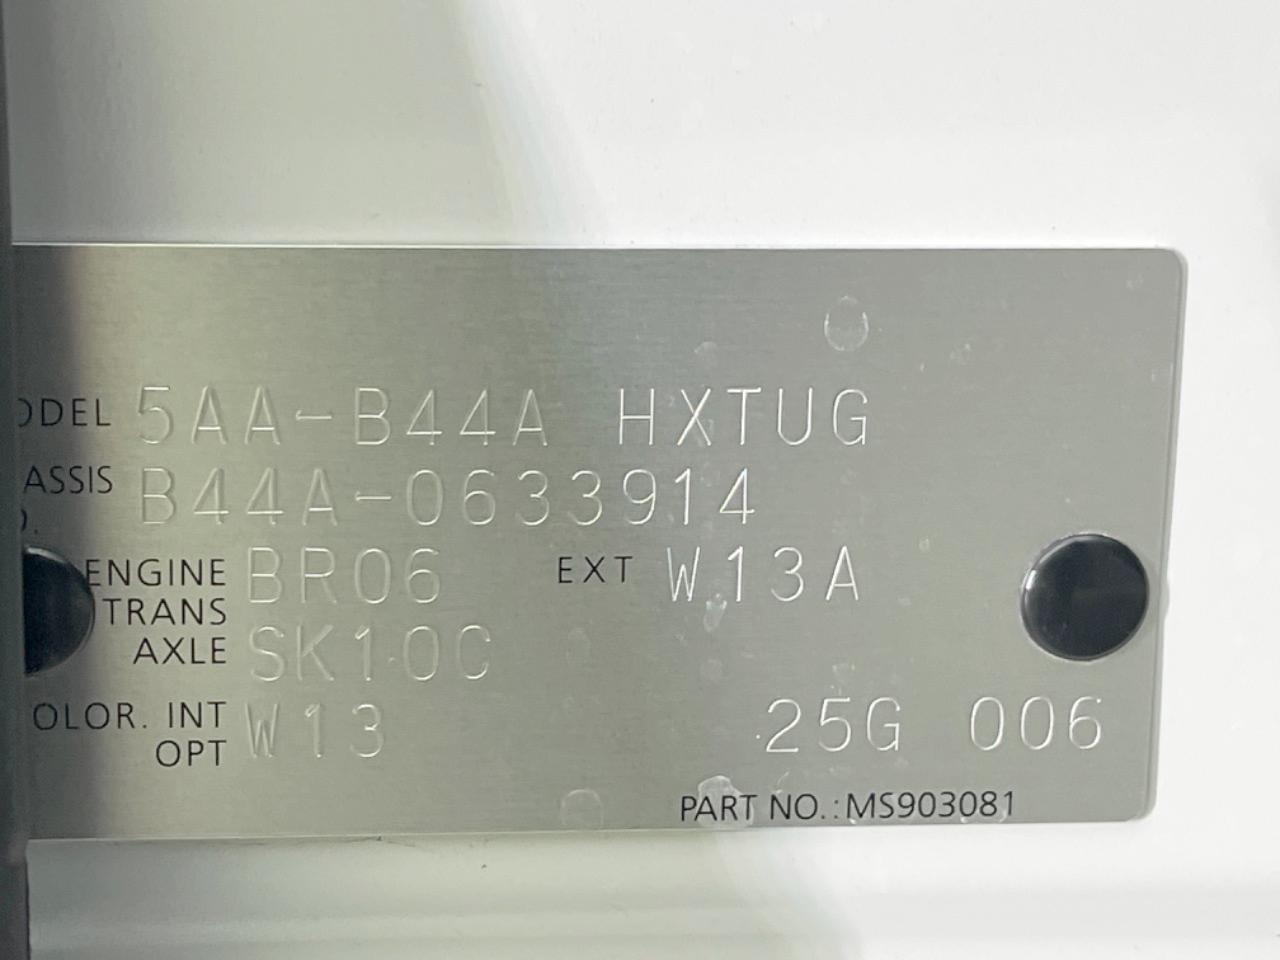 ODEL 5AA-B44A HXTUG
ASSIS B44A-0633914
O.
ENGINE BR06 EXT W13A
TRANS
AXLE SK10C
OLOR. INT W13 25G 006
OPT
PART NO.:MS903081